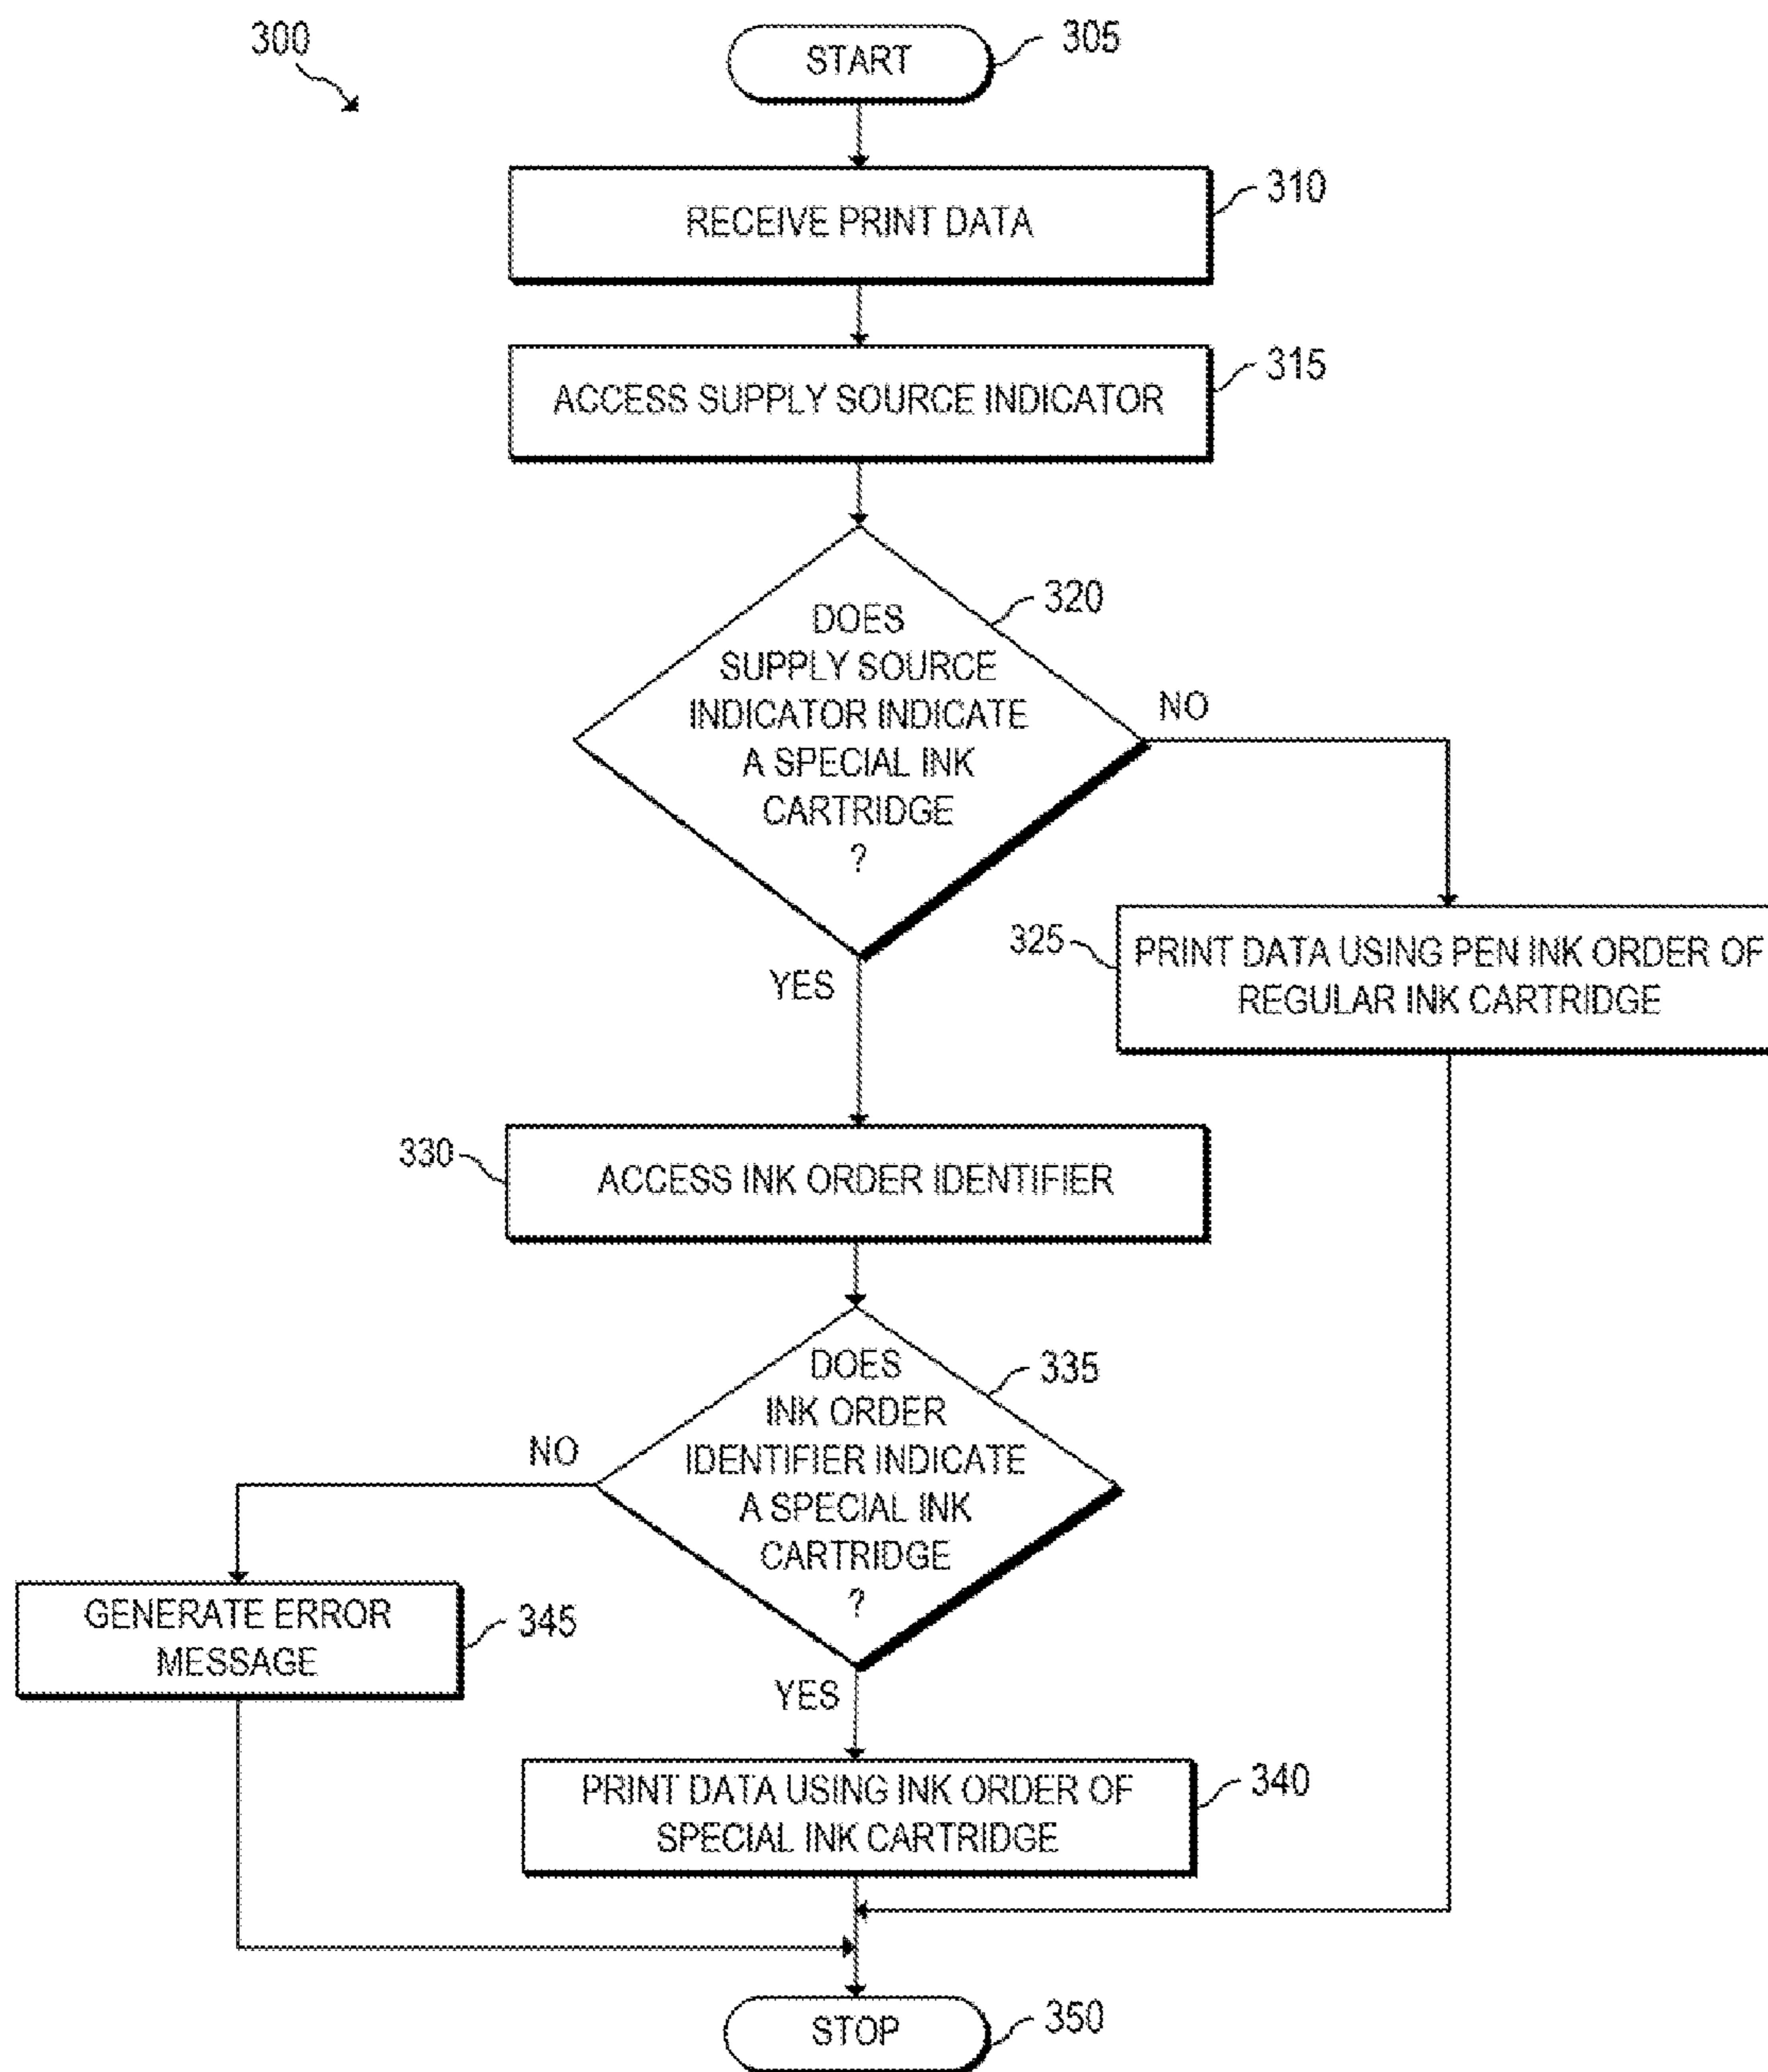 300
START
305
RECEIVE PRINT DATA
310
ACCESS SUPPLY SOURCE INDICATOR
315
DOES
SUPPLY SOURCE
INDICATOR INDICATE
A SPECIAL INK
CARTRIDGE
?
320
NO
YES
325
PRINT DATA USING PEN INK ORDER OF
REGULAR INK CARTRIDGE
330
ACCESS INK ORDER IDENTIFIER
DOES
INK ORDER
IDENTIFIER INDICATE
A SPECIAL INK
CARTRIDGE
?
335
NO
YES
GENERATE ERROR
MESSAGE
345
PRINT DATA USING INK ORDER OF
SPECIAL INK CARTRIDGE
340
STOP
350